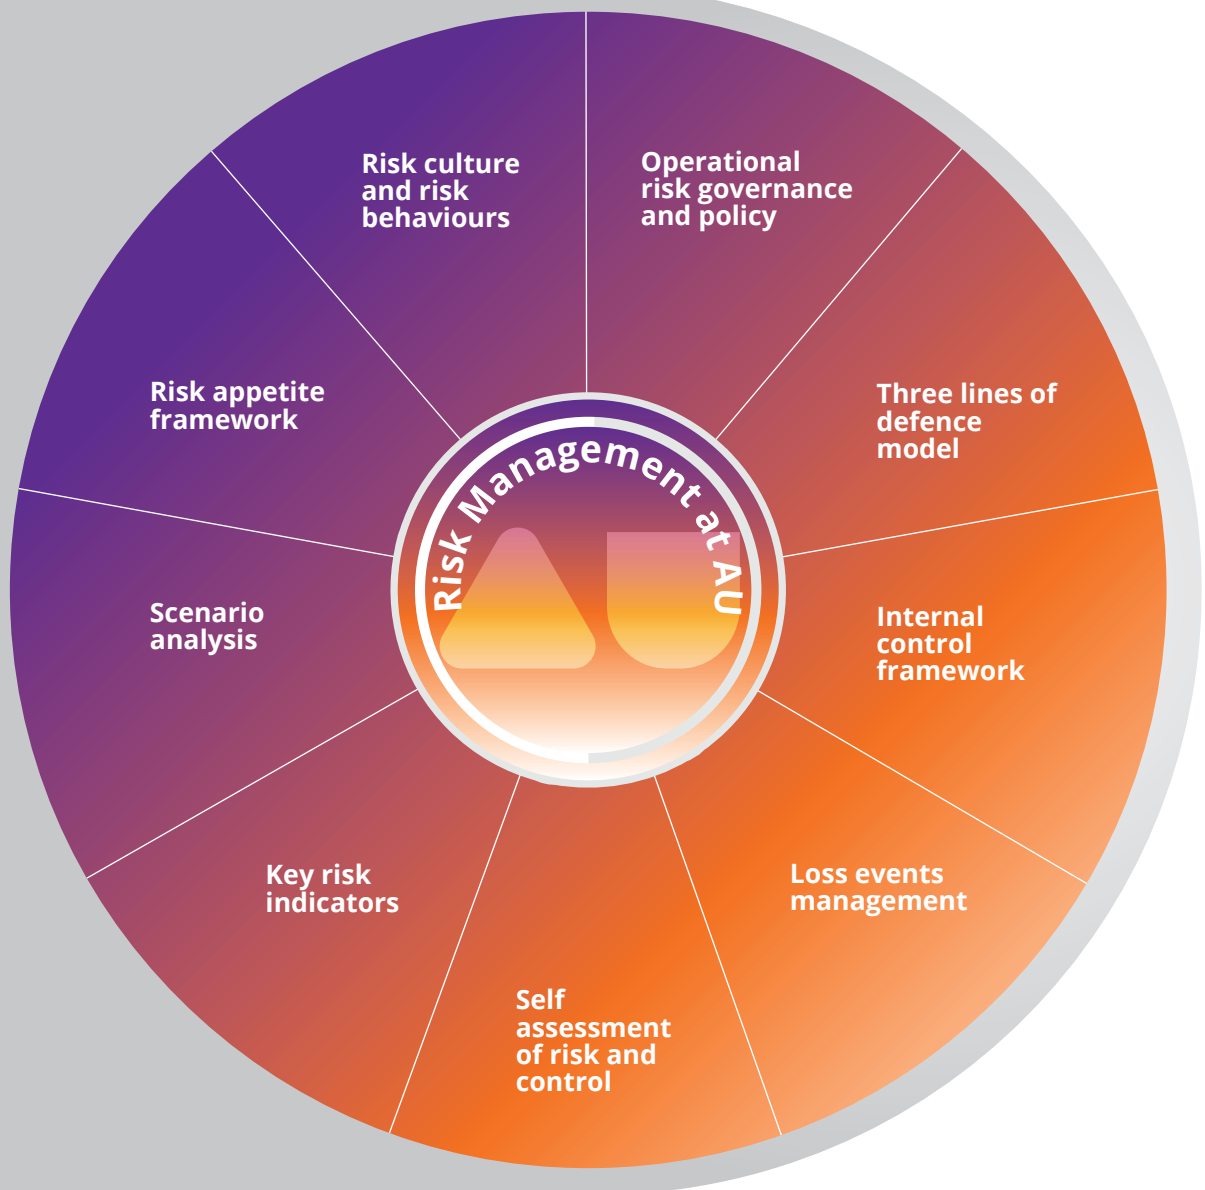 Risk culture
and risk
behaviours
Operational
risk governance
and policy
Three lines of
defence
model
Internal
control
framework
Loss events
management
Self
assessment
of risk and
control
Key risk
indicators
Scenario
analysis
Risk appetite
framework
Risk Management at AU